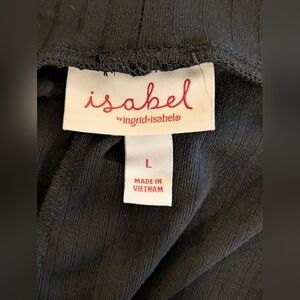 isabel
by ingrid+isabel®
L
MADE IN
VIETNAM